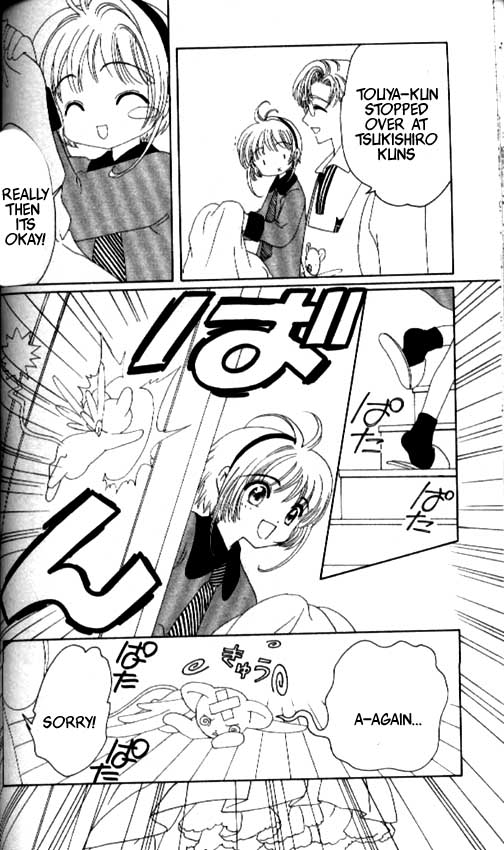 TOUYA-KUN
STOPPED
OVER AT
TSUKISHIRO
KUNS
REALLY
THEN
ITS
OKAY!
ぱた
ぱた
ばん
A-AGAIN...
きゅう
ぱた
SORRY!
ぱた